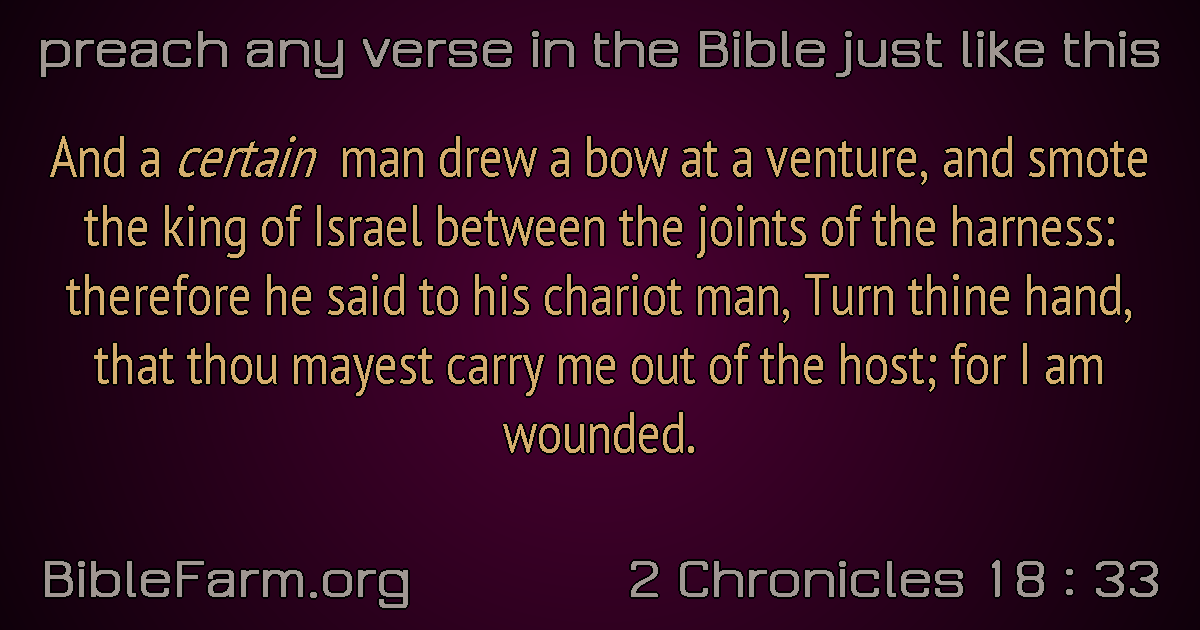 preach any verse in the Bible just like this
And a certain man drew a bow at a venture, and smote
the king of Israel between the joints of the harness:
therefore he said to his chariot man, Turn thine hand,
that thou mayest carry me out of the host; for I am
wounded.
BibleFarm.org
2 Chronicles 18 : 33